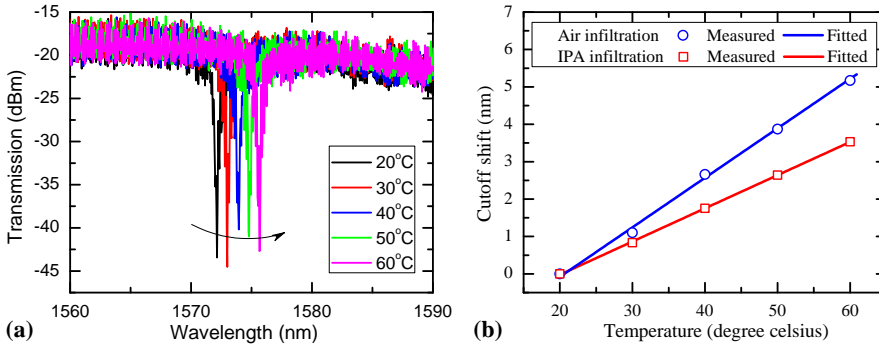 -15
-20
-25
-30
-35
-40
-45
Transmission (dBm)
20°C
30°C
40°C
50°C
60°C
1560
1570
1580
1590
Wavelength (nm)
(a)
7
6
5
4
3
2
1
0
Cutoff shift (nm)
Air infiltration Measured Fitted
IPA infiltration Measured Fitted
20
30
40
50
60
Temperature (degree celsius)
(b)